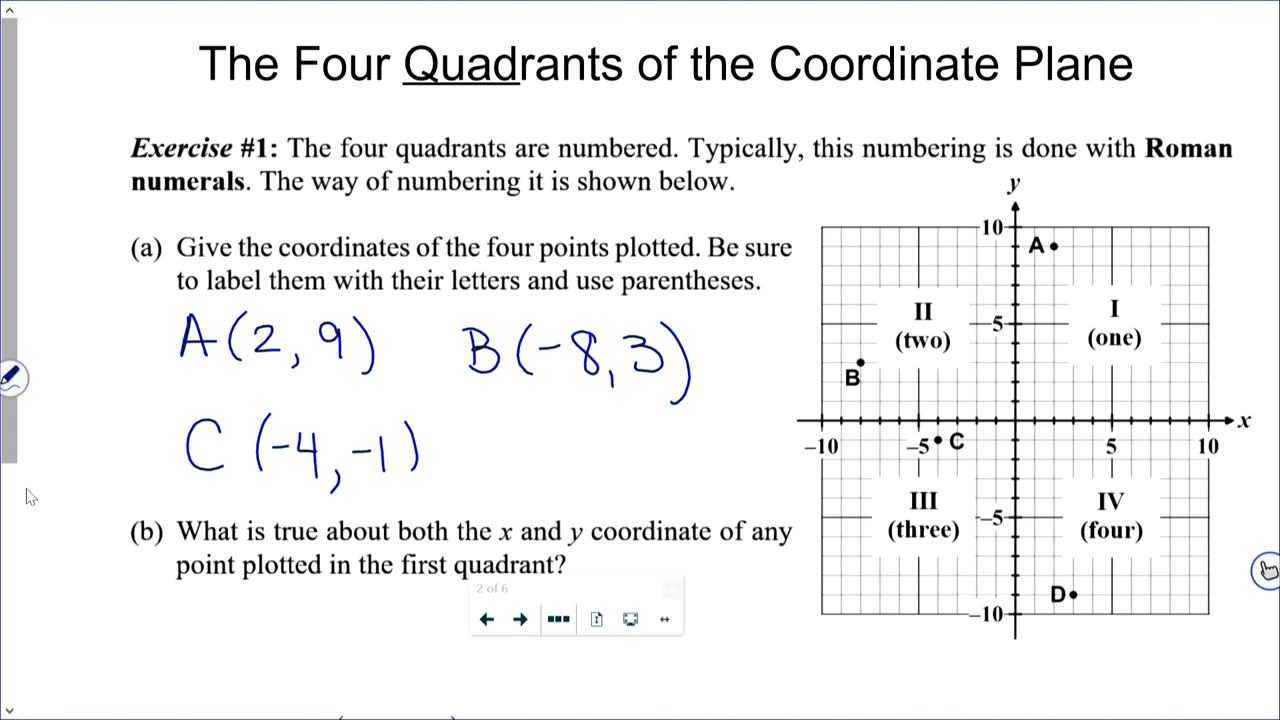 The Four Quadrants of the Coordinate Plane
Exercise #1: The four quadrants are numbered. Typically, this numbering is done with Roman
numerals. The way of numbering it is shown below.
(a) Give the coordinates of the four points plotted. Be sure
to label them with their letters and use parentheses.
A(2, 9) B(-8, 3)
C (-4, -1)
(b) What is true about both the x and y coordinate of any
point plotted in the first quadrant?
2 of 6
y
10
A
II
(two)
5
I
(one)
B
x
–10
–5
C
5
10
III
(three)
–5
IV
(four)
D
–10